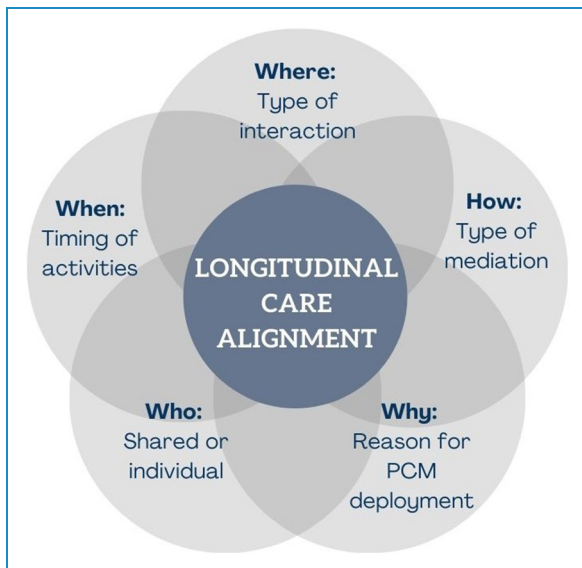 Where:
Type of
interaction
How:
Type of
mediation
Why:
Reason for
PCM
deployment
Who:
Shared or
individual
When:
Timing of
activities
LONGITUDINAL
CARE
ALIGNMENT